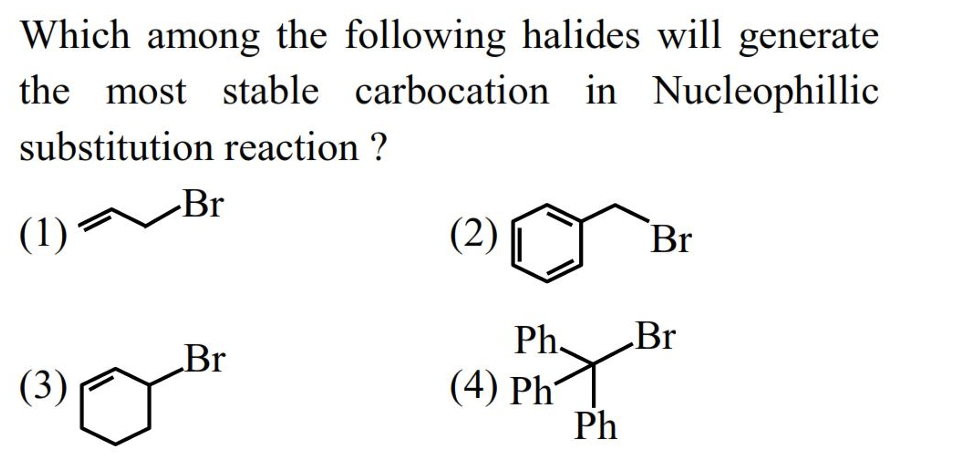 Which among the following halides will generate
the most stable carbocation in Nucleophillic
substitution reaction ?
(1) Br
(2) Br
(3) Br
(4) Ph Ph Ph Br